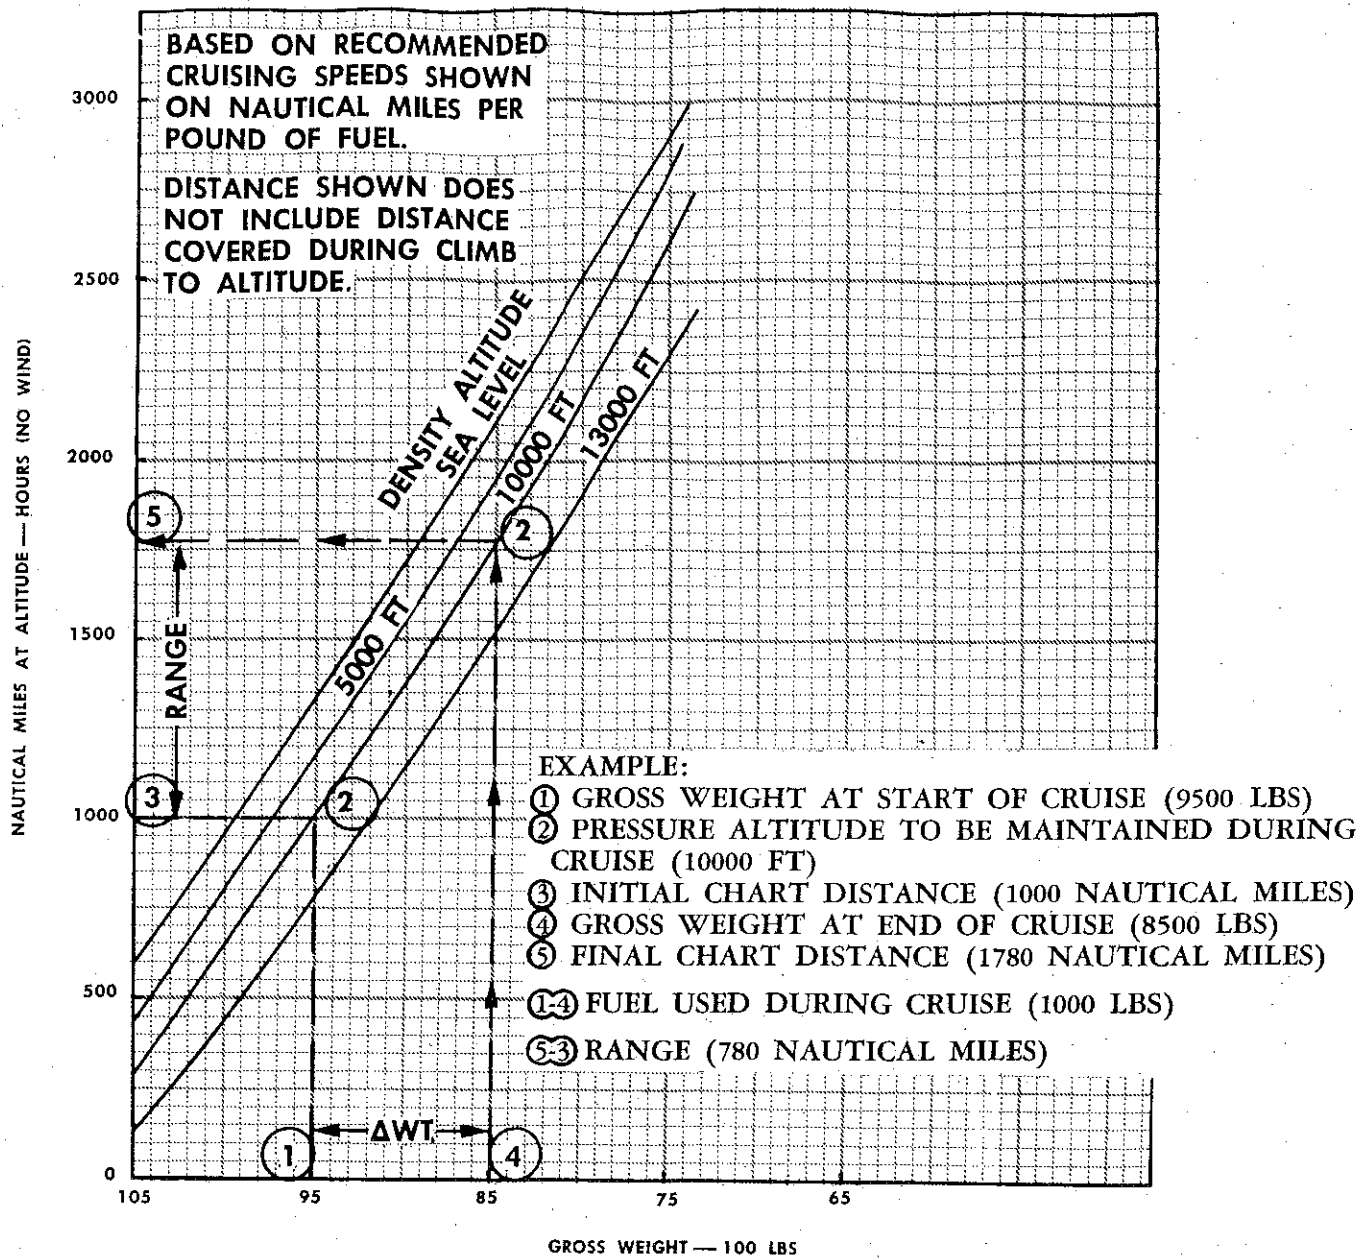 BASED ON RECOMMENDED
CRUISING SPEEDS SHOWN
ON NAUTICAL MILES PER
POUND OF FUEL.
DISTANCE SHOWN DOES
NOT INCLUDE DISTANCE
COVERED DURING CLIMB
TO ALTITUDE.
3000
2500
2000
1500
1000
500
0
NAUTICAL MILES AT ALTITUDE — HOURS (NO WIND)
DENSITY ALTITUDE
SEA LEVEL
5000 FT
10000 FT
13000 FT
5
2
RANGE
3
2
EXAMPLE:
1 GROSS WEIGHT AT START OF CRUISE (9500 LBS)
2 PRESSURE ALTITUDE TO BE MAINTAINED DURING
CRUISE (10000 FT)
3 INITIAL CHART DISTANCE (1000 NAUTICAL MILES)
4 GROSS WEIGHT AT END OF CRUISE (8500 LBS)
5 FINAL CHART DISTANCE (1780 NAUTICAL MILES)
1-4 FUEL USED DURING CRUISE (1000 LBS)
5-3 RANGE (780 NAUTICAL MILES)
1
ΔWT
4
105 95 85 75 65
GROSS WEIGHT — 100 LBS